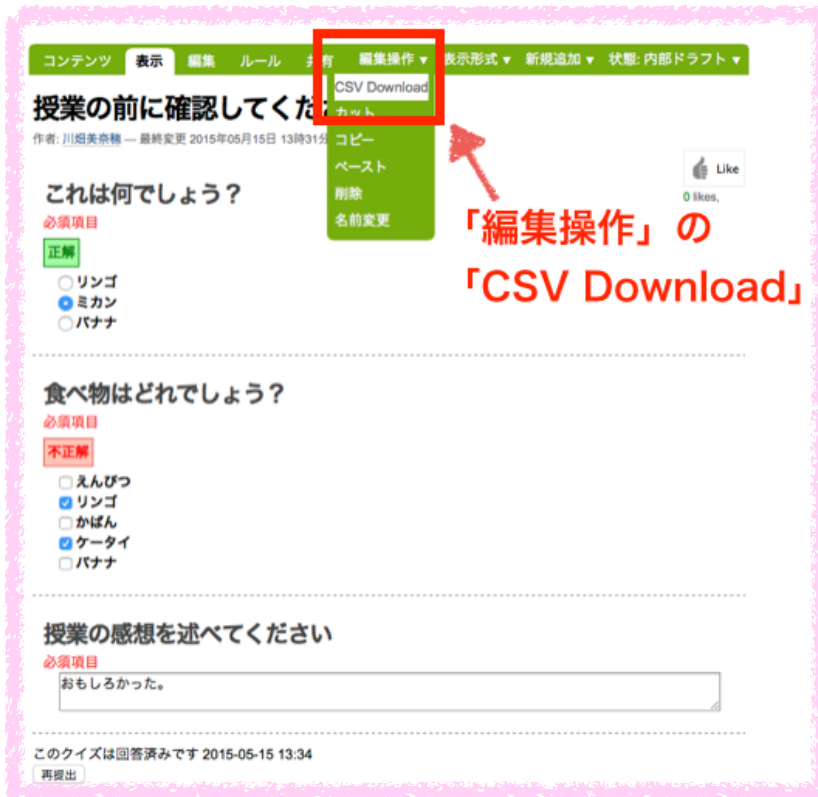 コンテンツ 表示 編集 ルール 共有 編集操作 ▼ 表示形式 ▼ 新規追加 ▼ 状態: 内部ドラフト ▼
CSV Download
カット
コピー
ペースト
削除
名前変更
授業の前に確認してくだ
作者: 川畑美奈穂 — 最終変更 2015年05月15日 13時31分
Like
0 likes,
「編集操作」の
「CSV Download」
これは何でしょう?
必須項目
正解
リンゴ
ミカン
バナナ
食べ物はどれでしょう?
必須項目
不正解
えんぴつ
リンゴ
かばん
ケータイ
バナナ
授業の感想を述べてください
必須項目
おもしろかった。
このクイズは回答済みです 2015-05-15 13:34
再提出